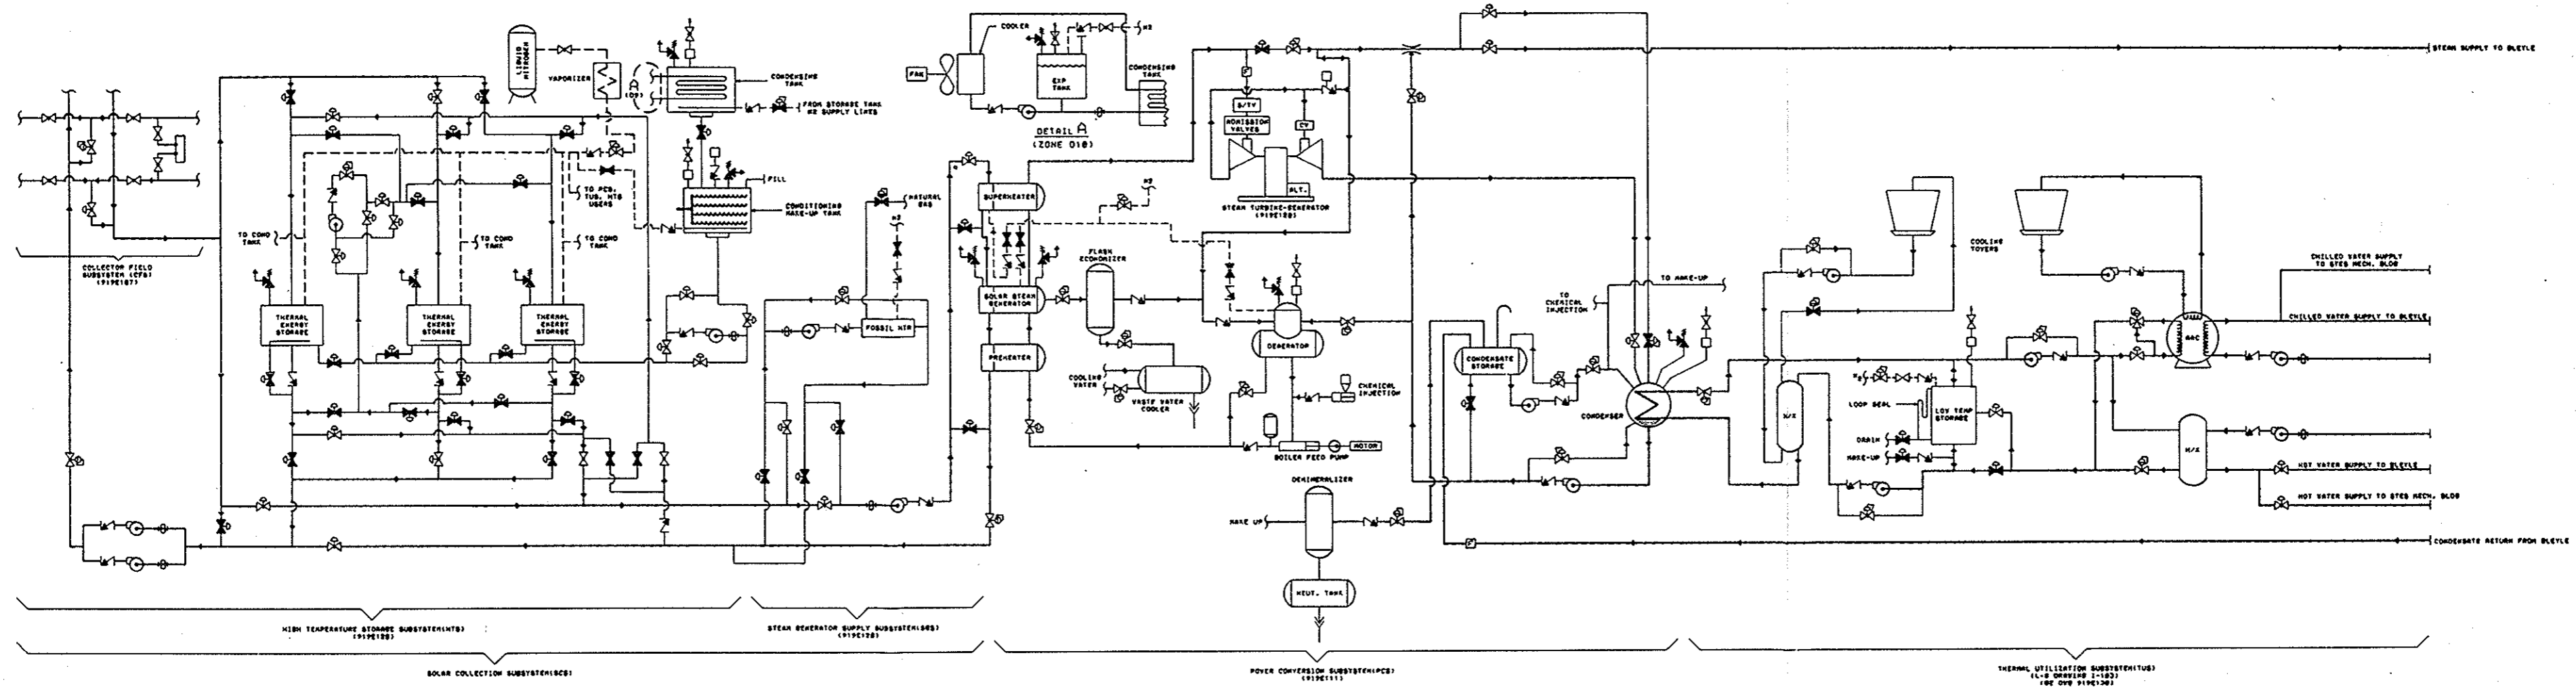 LIQUID
NITROGEN
VAPORIZER
A
CONDENSING
TANK
FROM STORAGE TANK
N2 SUPPLY LINES
FAN
COOLER
EXP
TANK
N2
CONDENSING
TANK
DETAIL A
(ZONE D10)
S/TV
ADMISSION
VALVES
CV
ALT.
STEAM TURBINE-GENERATOR
STEAM SUPPLY TO BLEYLE
TO PCS,
TUS, HTS
USERS
FILL
CONDITIONING
MAKE-UP TANK
NATURAL
GAS
N2
N2
SUPERHEATER
TO COND
TANK
TO COND
TANK
TO COND
TANK
COLLECTOR FIELD
SUBSYSTEM (CFS)
THERMAL
ENERGY
STORAGE
THERMAL
ENERGY
STORAGE
THERMAL
ENERGY
STORAGE
FOSSIL HTR
SOLAR STEAM
GENERATOR
PREHEATER
FLASH
ECONOMIZER
COOLING
WATER
WASTE WATER
COOLER
DEAERATOR
CHEMICAL
INJECTION
BOILER FEED PUMP
MOTOR
DEMINERALIZER
MAKE UP
NEUT. TANK
TO
CHEMICAL
INJECTION
TO MAKE-UP
CONDENSATE
STORAGE
CONDENSER
COOLING
TOWERS
H/X
LOOP SEAL
LOW TEMP
STORAGE
DRAIN
MAKE-UP
AAC
H/X
CHILLED WATER SUPPLY
TO STES MECH. BLDG
CHILLED WATER SUPPLY TO BLEYLE
HOT WATER SUPPLY TO BLEYLE
HOT WATER SUPPLY TO STES MECH. BLDG
CONDENSATE RETURN FROM BLEYLE
HIGH TEMPERATURE STORAGE SUBSYSTEM(HTS)
STEAM GENERATOR SUPPLY SUBSYSTEM(SGS)
SOLAR COLLECTION SUBSYSTEM(SCS)
POWER CONVERSION SUBSYSTEM(PCS)
THERMAL UTILIZATION SUBSYSTEM(TUS)